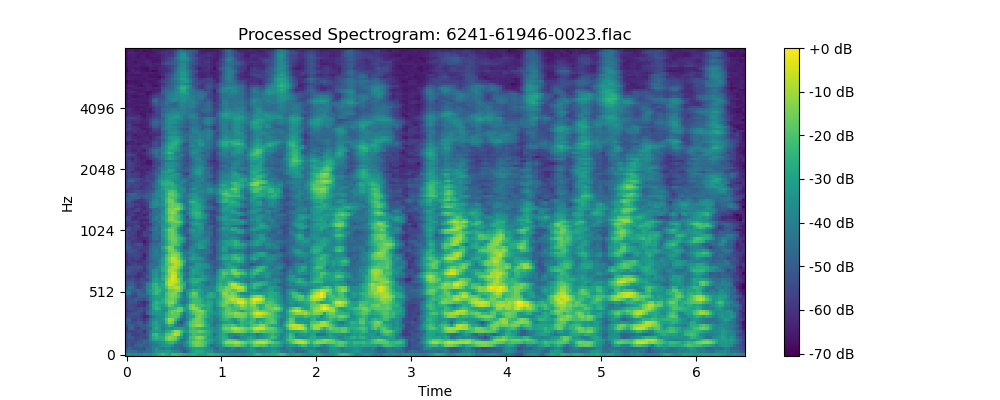 Processed Spectrogram: 6241-61946-0023.flac
Hz
4096
2048
1024
512
0
0 1 2 3 4 5 6
Time
+0 dB
-10 dB
-20 dB
-30 dB
-40 dB
-50 dB
-60 dB
-70 dB